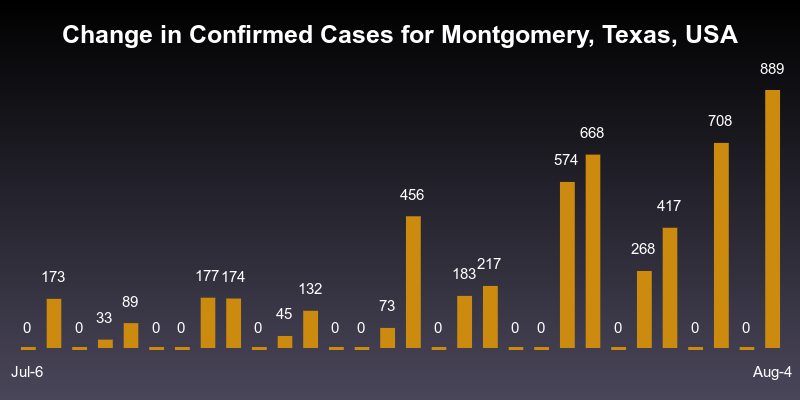 Change in Confirmed Cases for Montgomery, Texas, USA
0 173 0 33 89 0 0 177 174 0 45 132 0 0 73 456 0 183 217 0 0 574 668 0 268 417 0 708 0 889
Jul-6 Aug-4